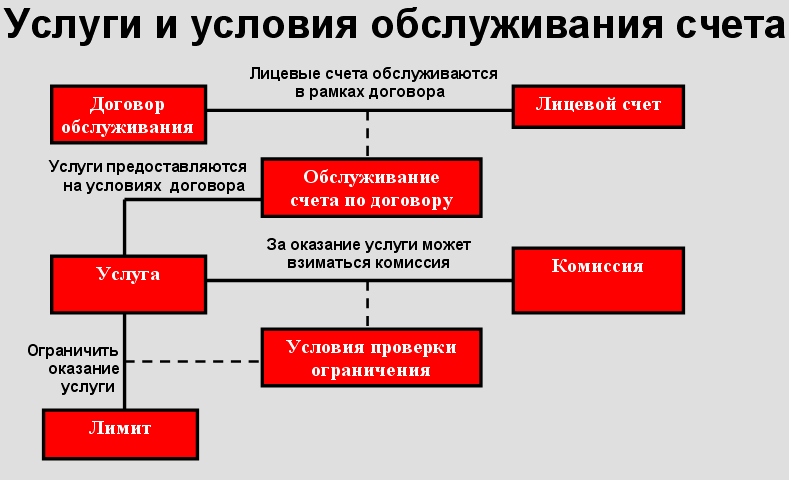 Услуги и условия обслуживания счета
Лицевые счета обслуживаются
в рамках договора
Договор
обслуживания
Лицевой счет
Услуги предоставляются
на условиях договора
Обслуживание
счета по договору
За оказание услуги может
взиматься комиссия
Услуга
Комиссия
Ограничить
оказание
услуги
Условия проверки
ограничения
Лимит